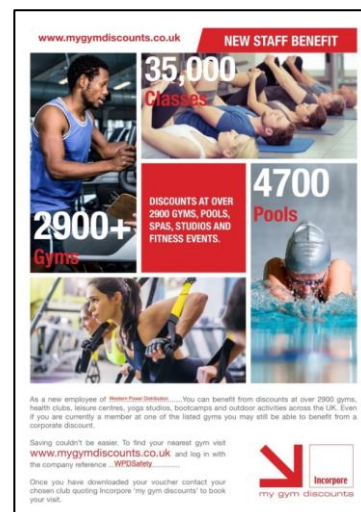 www.mygymdiscounts.co.uk
NEW STAFF BENEFIT
35,000
Classes
2900+
Gyms
DISCOUNTS AT OVER
2900 GYMS, POOLS,
SPAS, STUDIOS AND
FITNESS EVENTS.
4700
Pools
As a new employee of Western Power Distribution......You can benefit from discounts at over 2900 gyms,
health clubs, leisure centres, yoga studios, bootcamps and outdoor activities across the UK. Even
if you are currently a member at one of the listed gyms you may still be able to benefit from a
corporate discount.
Saving couldn't be easier. To find your nearest gym visit
www.mygymdiscounts.co.uk and log in with
the company reference ...WPDSafety...............
Once you have downloaded your voucher contact your
chosen club quoting Incorpore 'my gym discounts' to book
your visit.
Incorpore
my gym discounts